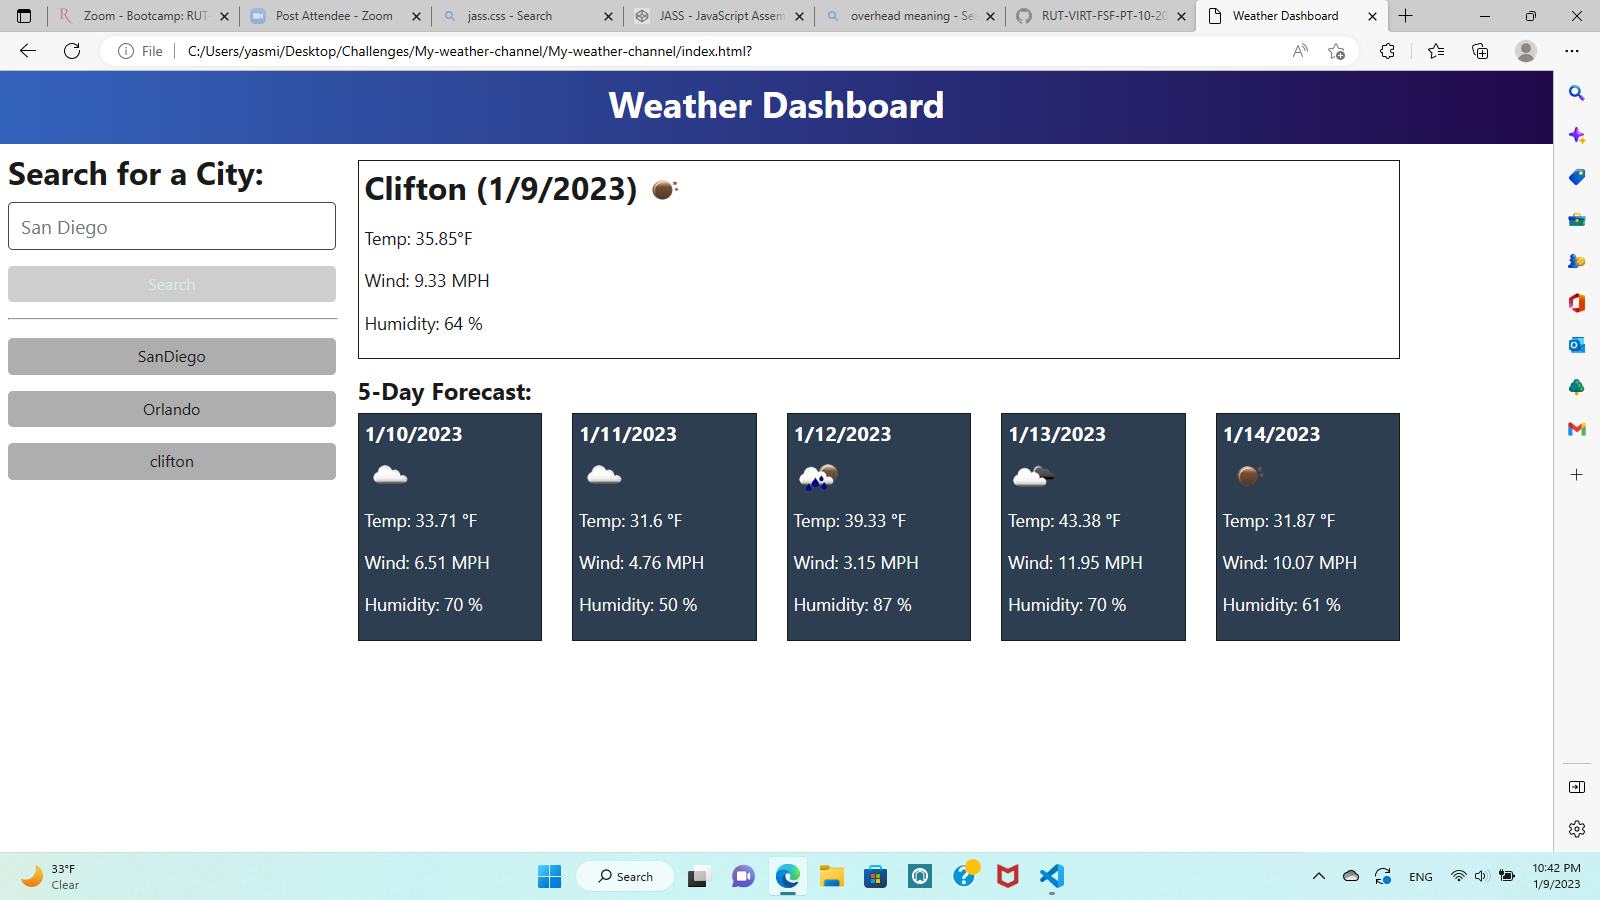 Zoom - Bootcamp: RUT-
Post Attendee - Zoom
jass.css - Search
JASS - JavaScript Assem
overhead meaning - Sea
RUT-VIRT-FSF-PT-10-20
Weather Dashboard
File
C:/Users/yasmi/Desktop/Challenges/My-weather-channel/My-weather-channel/index.html?
Weather Dashboard
Search for a City:
San Diego
Search
SanDiego
Orlando
clifton
Clifton (1/9/2023)
Temp: 35.85°F
Wind: 9.33 MPH
Humidity: 64 %
5-Day Forecast:
1/10/2023
Temp: 33.71 °F
Wind: 6.51 MPH
Humidity: 70 %
1/11/2023
Temp: 31.6 °F
Wind: 4.76 MPH
Humidity: 50 %
1/12/2023
Temp: 39.33 °F
Wind: 3.15 MPH
Humidity: 87 %
1/13/2023
Temp: 43.38 °F
Wind: 11.95 MPH
Humidity: 70 %
1/14/2023
Temp: 31.87 °F
Wind: 10.07 MPH
Humidity: 61 %
33°F
Clear
Search
ENG
10:42 PM
1/9/2023